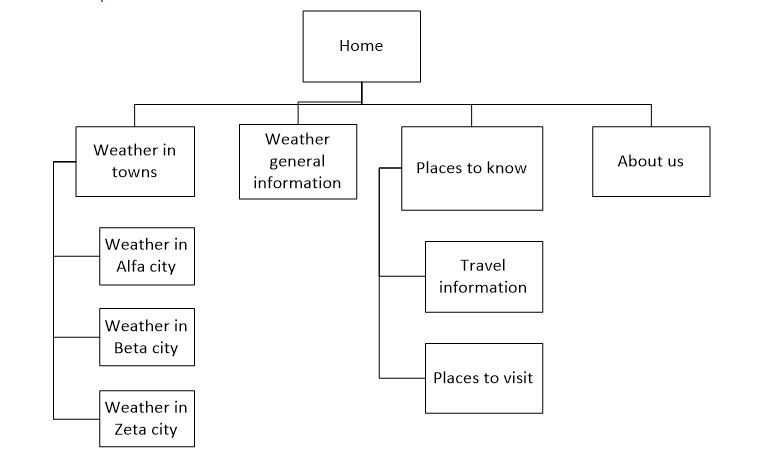 Home
Weather in
towns
Weather
general
information
Places to know
About us
Weather in
Alfa city
Weather in
Beta city
Weather in
Zeta city
Travel
information
Places to visit